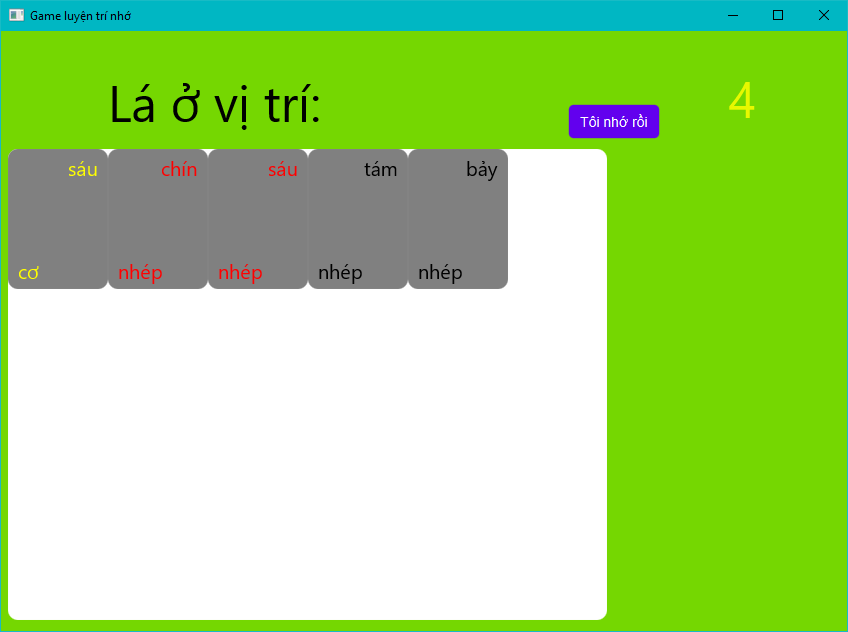 Game luyện trí nhớ
Lá ở vị trí:
Tôi nhớ rồi
4
sáu
chín
sáu
tám
bảy
cơ
nhép
nhép
nhép
nhép